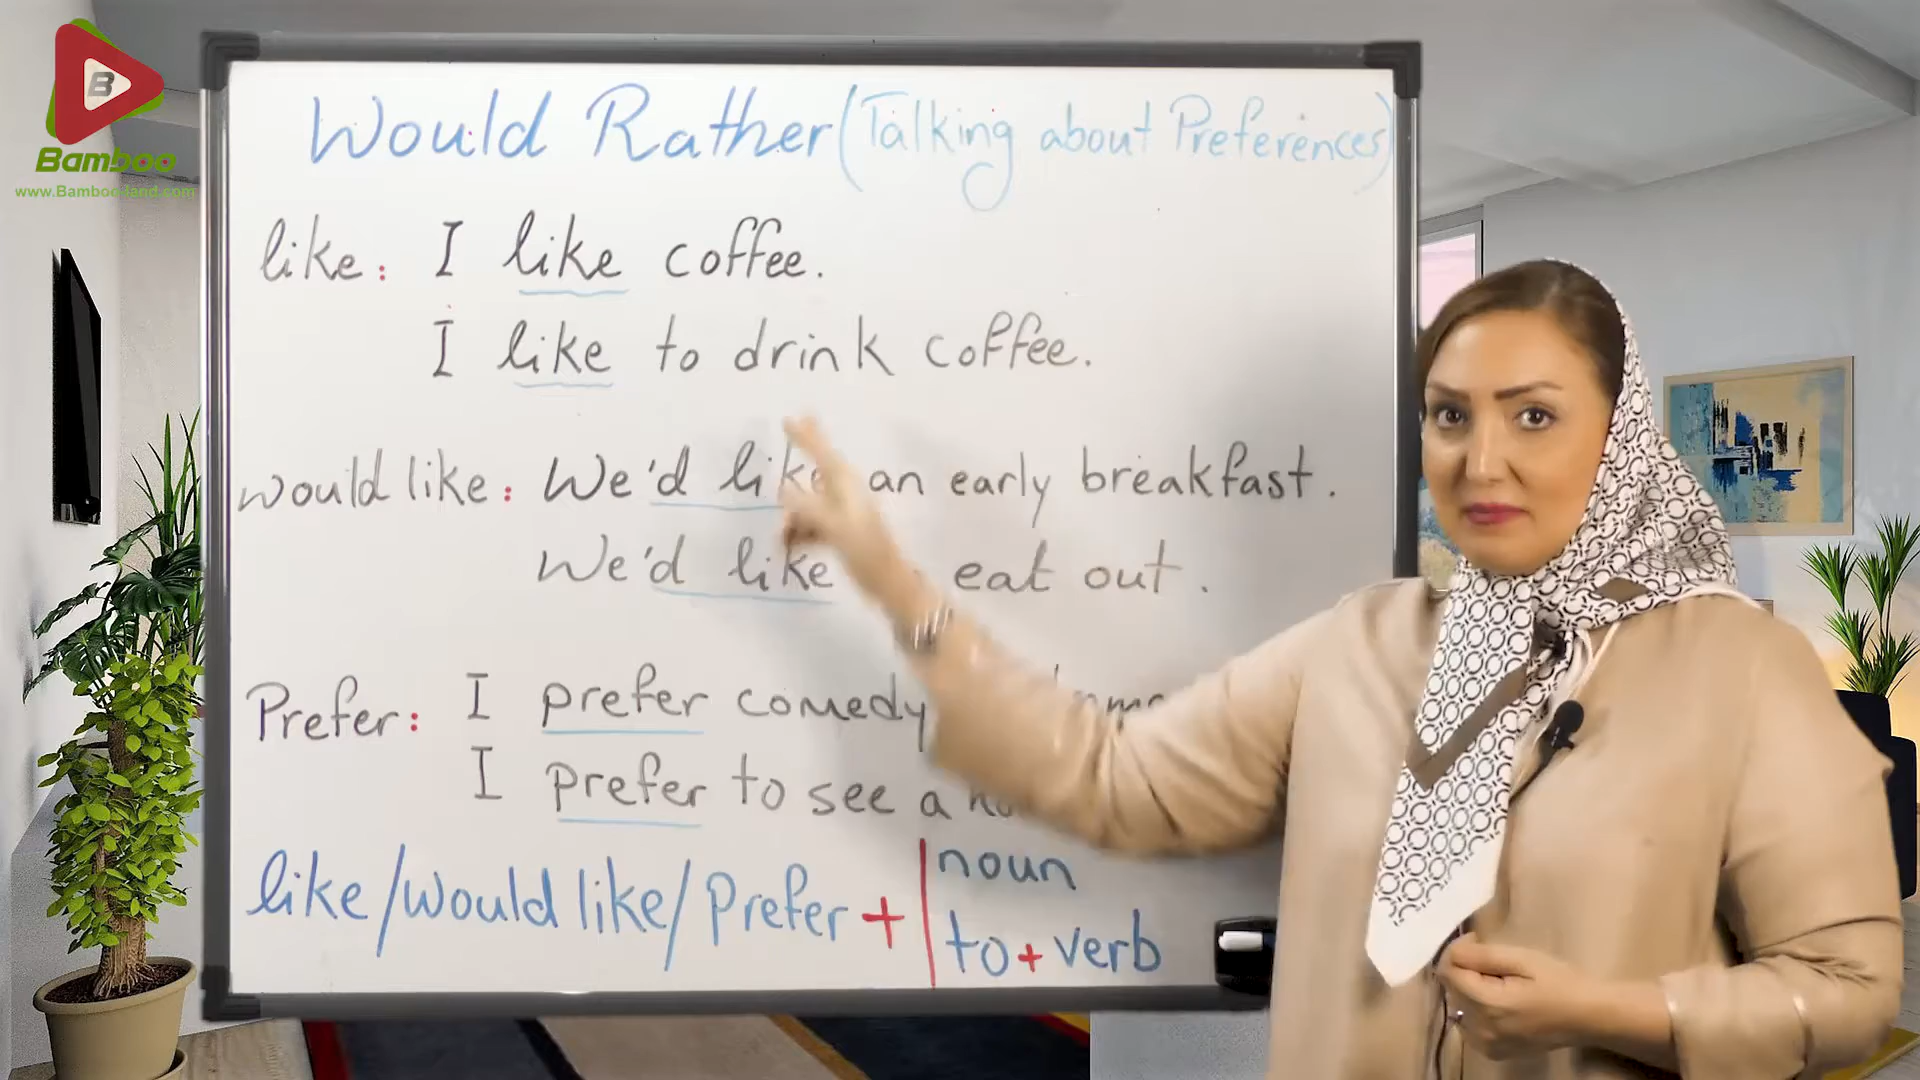 B
Bamboo
www.Bamboo-land.com
Would Rather (Talking about Preferences)
like: I like coffee.
I like to drink coffee.
would like: We'd like an early breakfast.
We'd like eat out.
Prefer: I prefer comedy
I prefer to see a
like/would like/Prefer + noun
to + verb